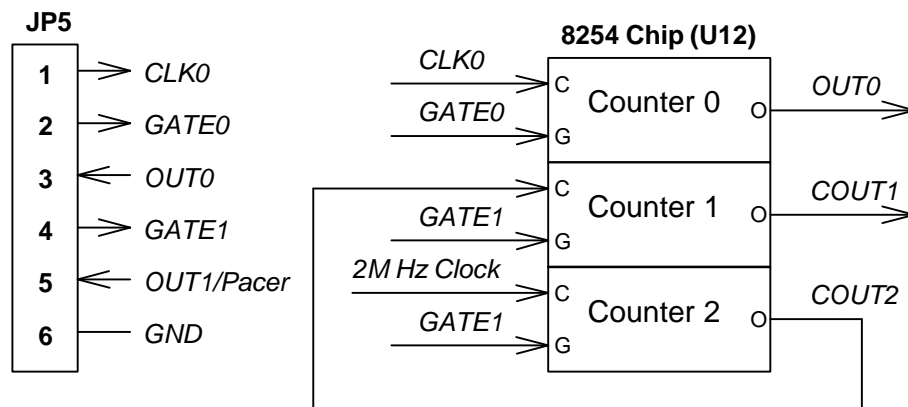 JP5
1 CLK0
2 GATE0
3 OUT0
4 GATE1
5 OUT1/Pacer
6 GND
8254 Chip (U12)
CLK0
C
GATE0
G
Counter 0
O
OUT0
C
GATE1
G
Counter 1
O
COUT1
2M Hz Clock
C
GATE1
G
Counter 2
O
COUT2